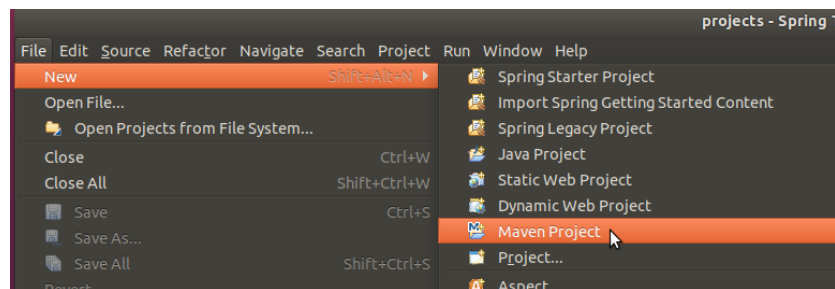 projects - Spring
File Edit Source Refactor Navigate Search Project Run Window Help
New Shift+Alt+N
Open File...
Open Projects from File System...
Close Ctrl+W
Close All Shift+Ctrl+W
Save Ctrl+S
Save As...
Save All Shift+Ctrl+S
Revert
Spring Starter Project
Import Spring Getting Started Content
Spring Legacy Project
Java Project
Static Web Project
Dynamic Web Project
Maven Project
Project...
Aspect